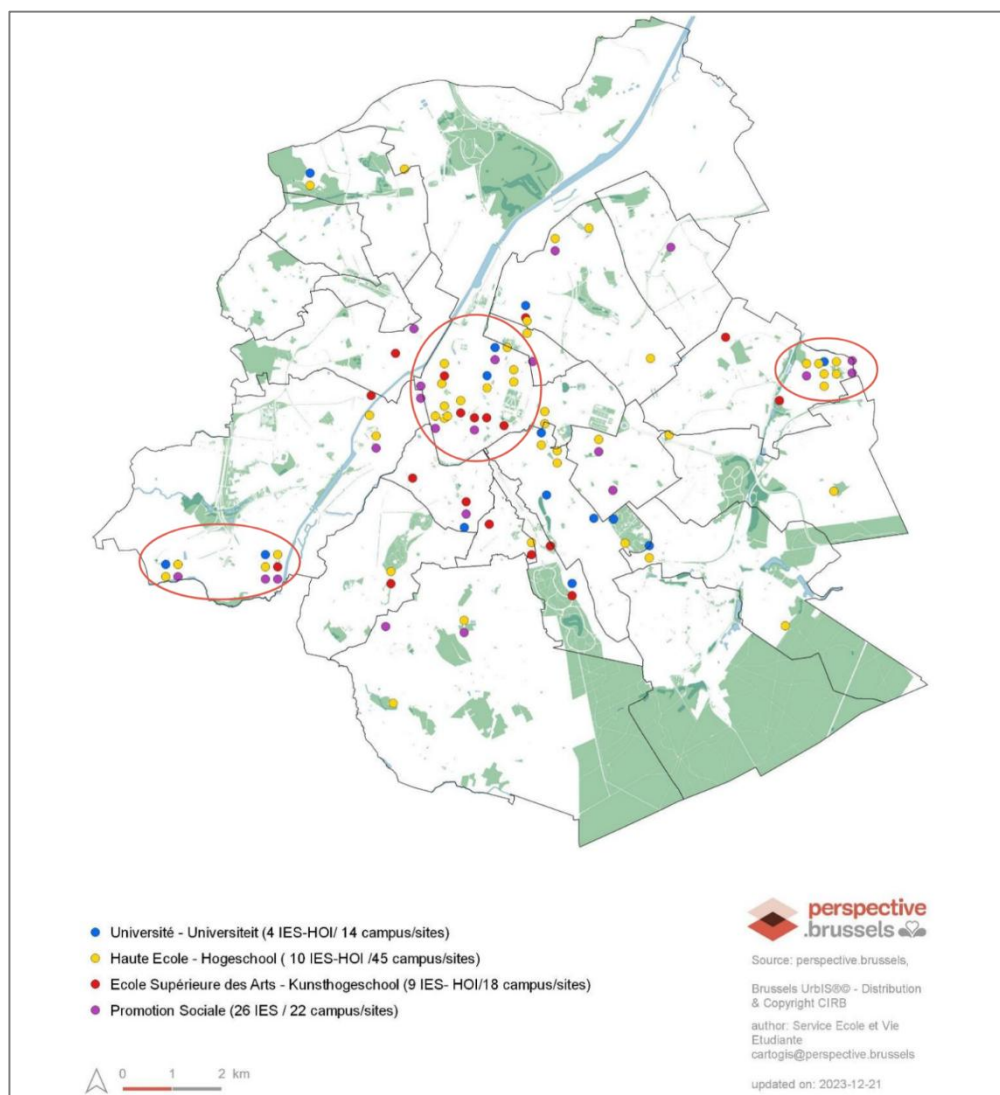 Université - Universiteit (4 IES-HOI/ 14 campus/sites)
Haute Ecole - Hogeschool ( 10 IES-HOI /45 campus/sites)
Ecole Supérieure des Arts - Kunsthogeschool (9 IES- HOI/18 campus/sites)
Promotion Sociale (26 IES / 22 campus/sites)
0 1 2 km
perspective
.brussels
Source: perspective.brussels,
Brussels UrbIS®© - Distribution
& Copyright CIRB
author: Service Ecole et Vie
Etudiante
cartogis@perspective.brussels
updated on: 2023-12-21